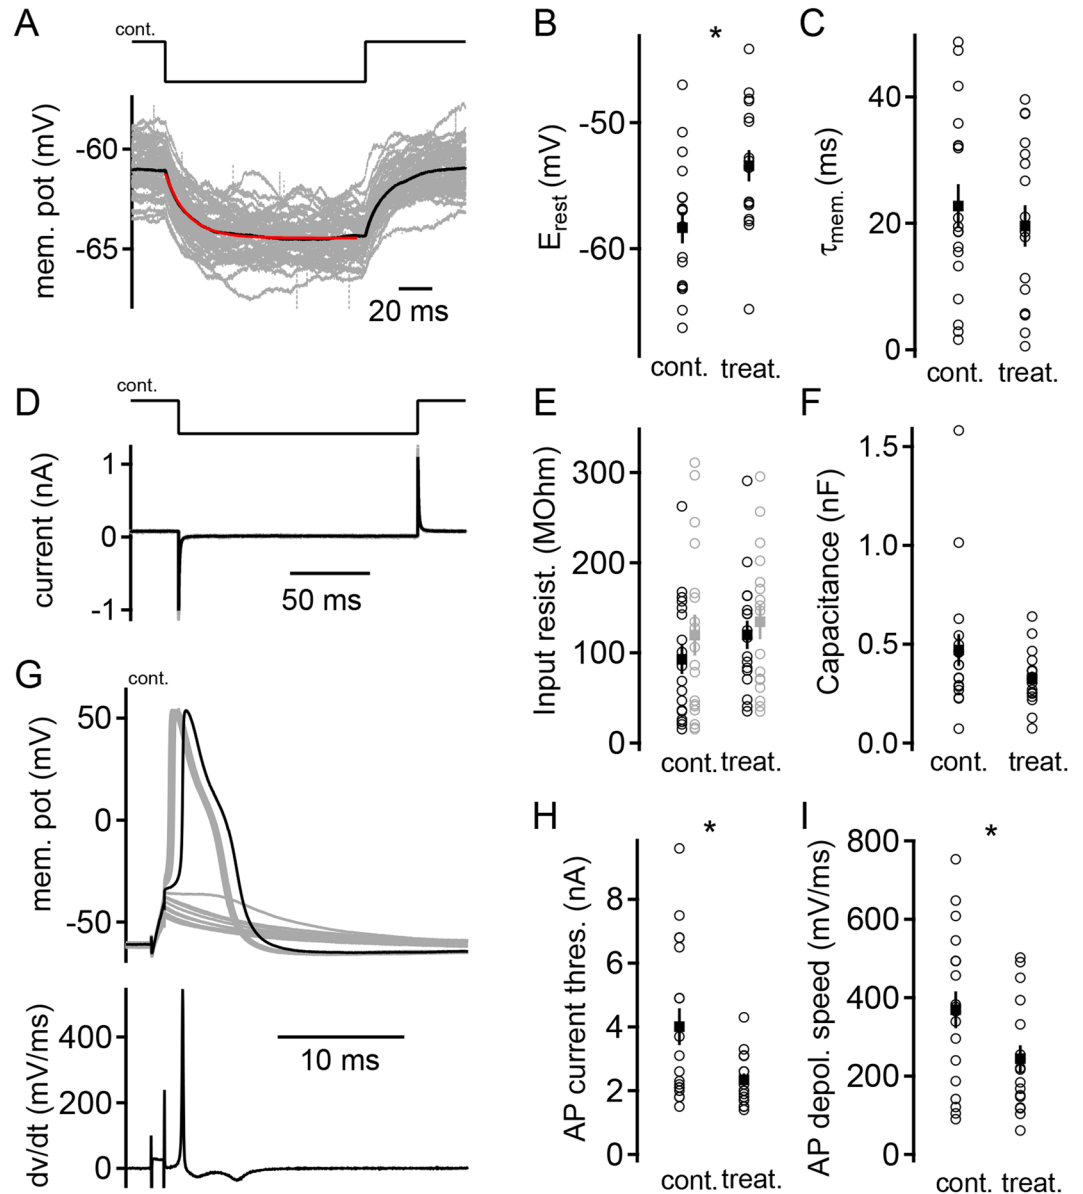 A
cont.
mem. pot (mV)
-60
-65
20 ms
B
*
Erest (mV)
-50
-60
cont. treat.
C
τmem. (ms)
40
20
0
cont. treat.
D
cont.
current (nA)
1
0
-1
50 ms
E
Input resist. (MOhm)
300
200
100
0
cont. treat.
F
Capacitance (nF)
1.5
1.0
0.5
0.0
cont. treat.
G
cont.
mem. pot (mV)
50
0
-50
dv/dt (mV/ms)
400
200
0
10 ms
H
*
AP current thres. (nA)
8
6
4
2
0
cont. treat.
I
*
AP depol. speed (mV/ms)
800
600
400
200
0
cont. treat.